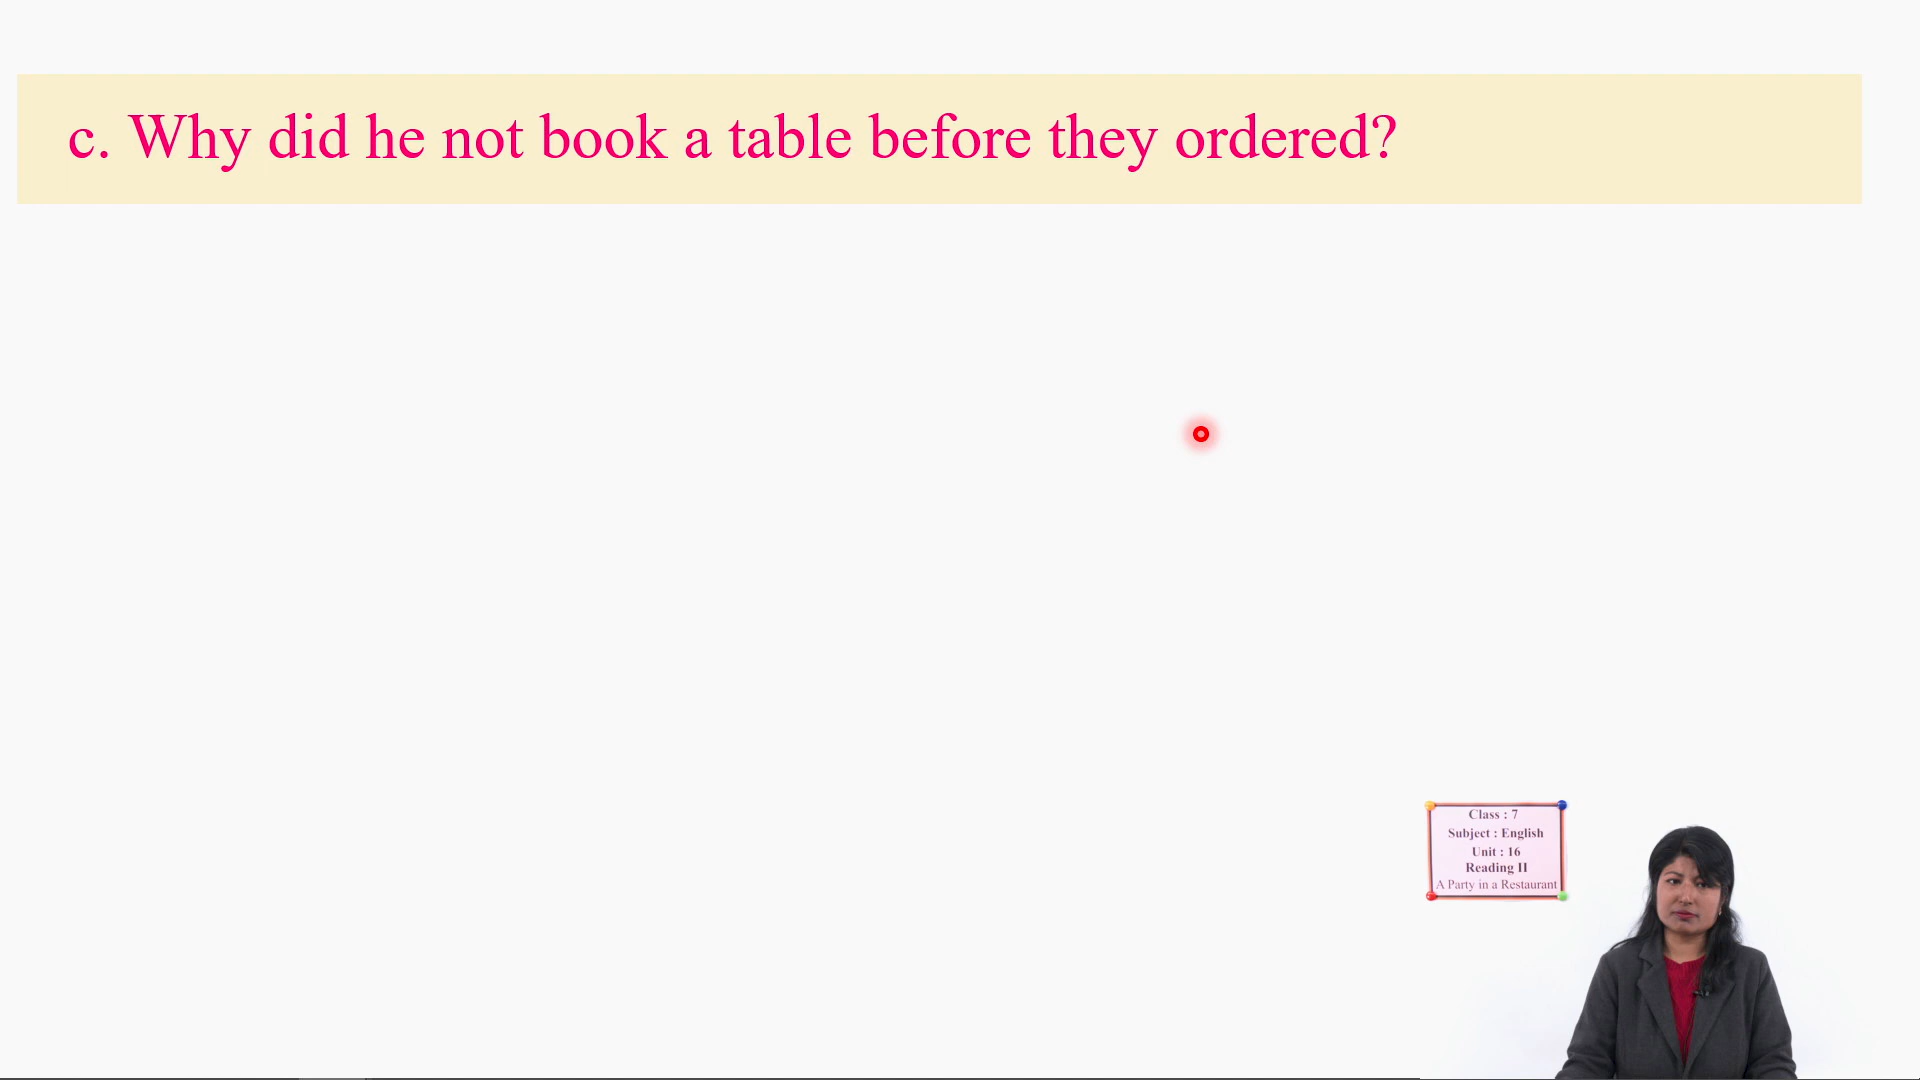 c. Why did he not book a table before they ordered?
Class : 7
Subject : English
Unit : 16
Reading II
A Party in a Restaurant